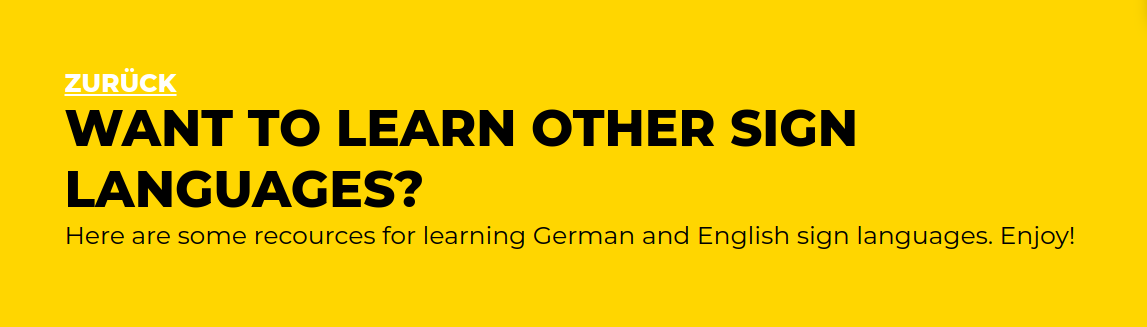 ZURÜCK
WANT TO LEARN OTHER SIGN
LANGUAGES?
Here are some recources for learning German and English sign languages. Enjoy!